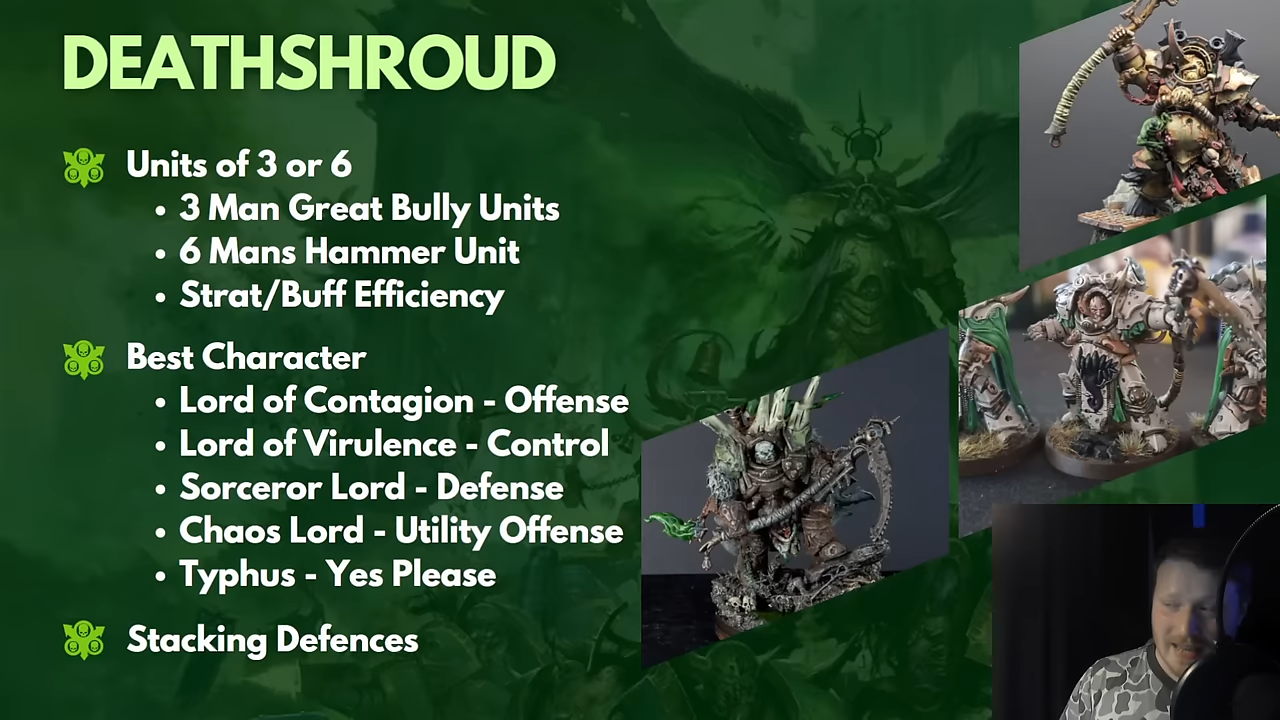 DEATHSHROUD
Units of 3 or 6
• 3 Man Great Bully Units
• 6 Mans Hammer Unit
• Strat/Buff Efficiency
Best Character
• Lord of Contagion - Offense
• Lord of Virulence - Control
• Sorceror Lord - Defense
• Chaos Lord - Utility Offense
• Typhus - Yes Please
Stacking Defences